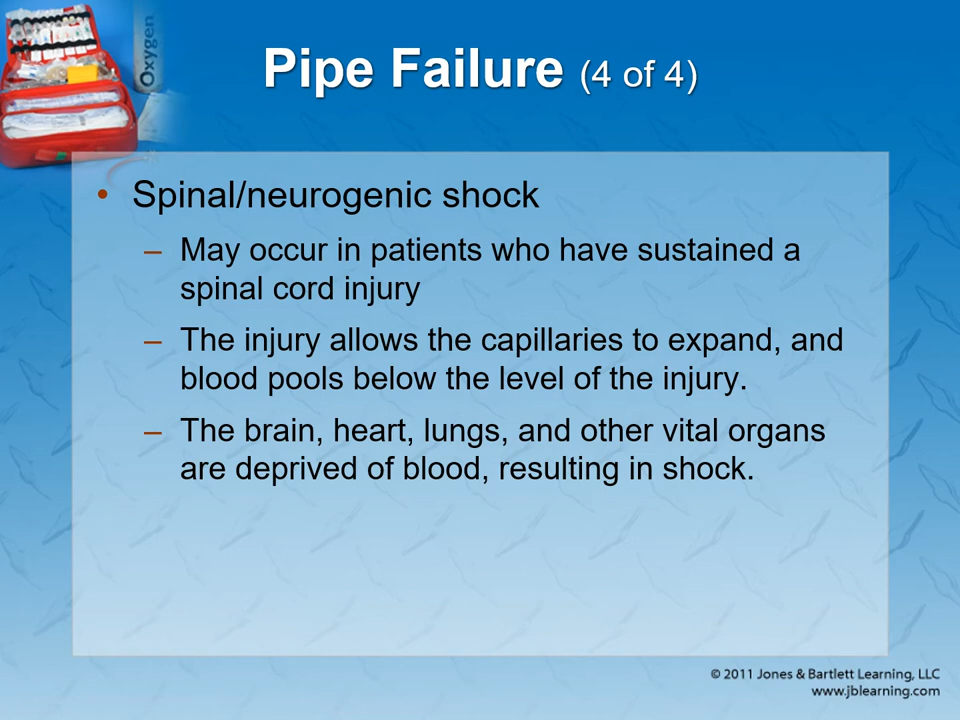 Oxygen
Pipe Failure (4 of 4)
• Spinal/neurogenic shock
– May occur in patients who have sustained a
spinal cord injury
– The injury allows the capillaries to expand, and
blood pools below the level of the injury.
– The brain, heart, lungs, and other vital organs
are deprived of blood, resulting in shock.
© 2011 Jones & Bartlett Learning, LLC
www.jblearning.com